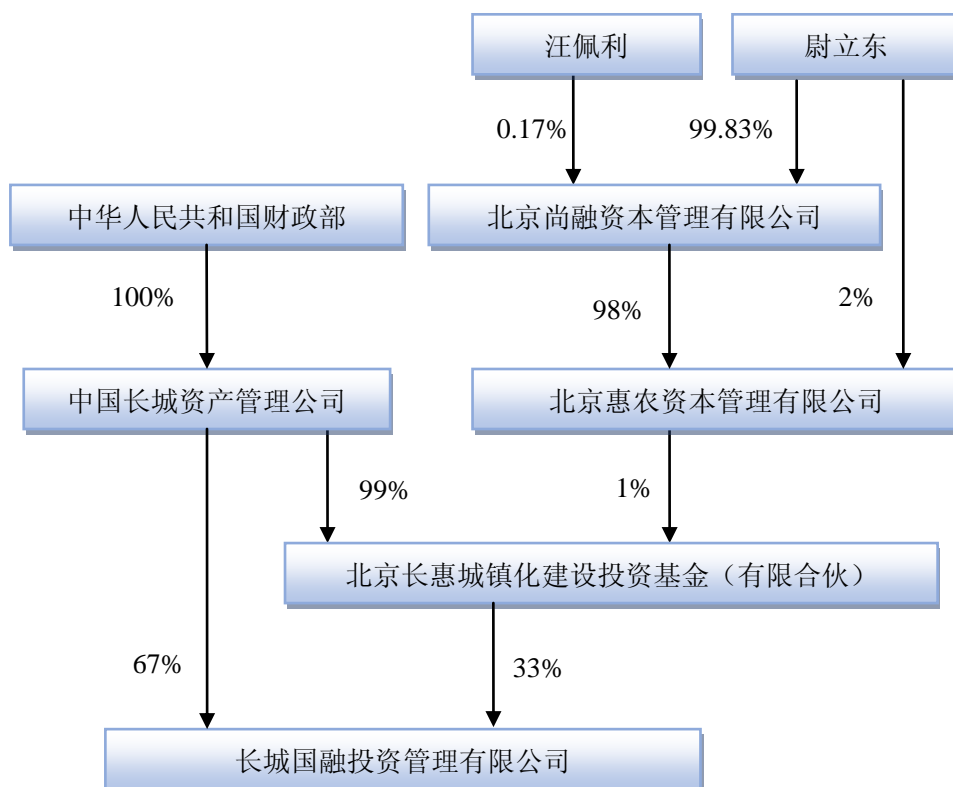 汪佩利
尉立东
0.17%
99.83%
中华人民共和国财政部
北京尚融资本管理有限公司
100%
98%
2%
中国长城资产管理公司
北京惠农资本管理有限公司
99%
1%
北京长惠城镇化建设投资基金（有限合伙）
67%
33%
长城国融投资管理有限公司